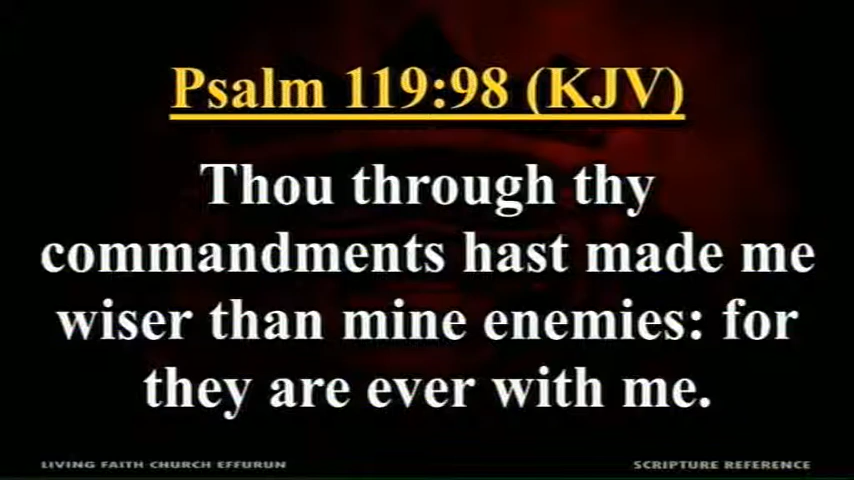 Psalm 119:98 (KJV)
Thou through thy
commandments hast made me
wiser than mine enemies: for
they are ever with me.
LIVING FAITH CHURCH EFFURUN
SCRIPTURE REFERENCE